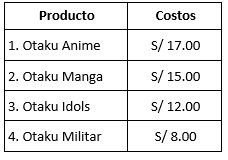 Producto Costos
1. Otaku Anime S/ 17.00
2. Otaku Manga S/ 15.00
3. Otaku Idols S/ 12.00
4. Otaku Militar S/ 8.00